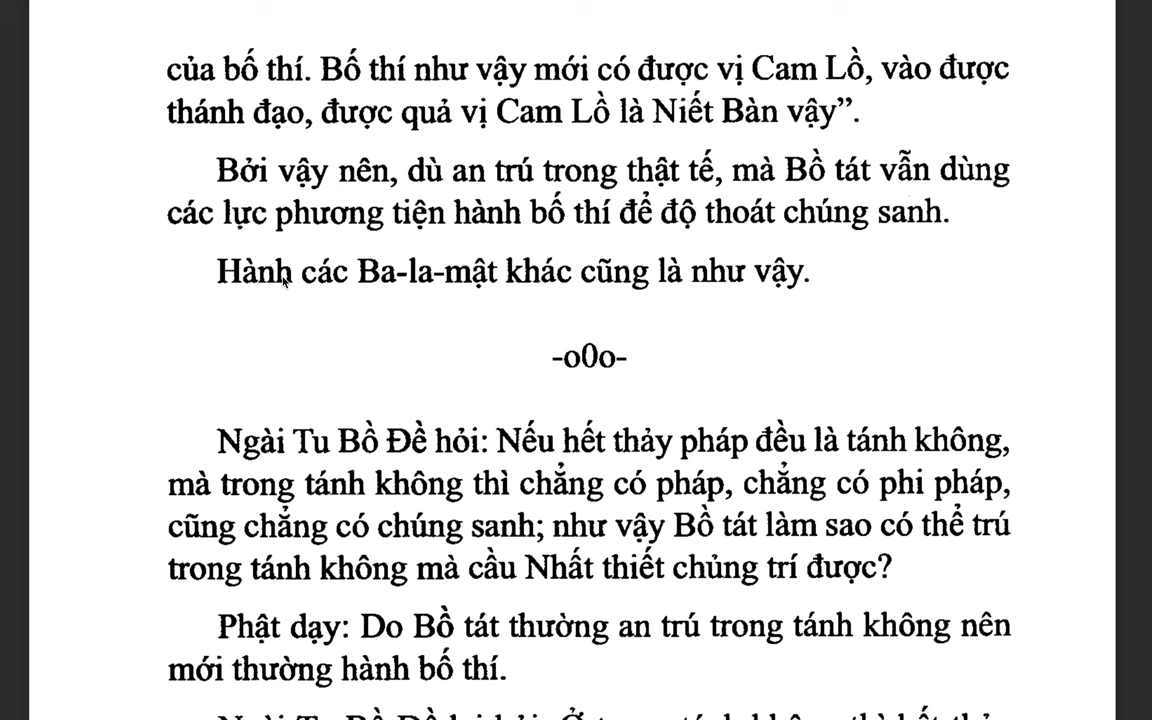 của bố thí. Bố thí như vậy mới có được vị Cam Lồ, vào được
thánh đạo, được quả vị Cam Lồ là Niết Bàn vậy”.
Bởi vậy nên, dù an trú trong thật tế, mà Bồ tát vẫn dùng
các lực phương tiện hành bố thí để độ thoát chúng sanh.
Hành các Ba-la-mật khác cũng là như vậy.
-o0o-
Ngài Tu Bồ Đề hỏi: Nếu hết thảy pháp đều là tánh không,
mà trong tánh không thì chẳng có pháp, chẳng có phi pháp,
cũng chẳng có chúng sanh; như vậy Bồ tát làm sao có thể trú
trong tánh không mà cầu Nhất thiết chủng trí được?
Phật dạy: Do Bồ tát thường an trú trong tánh không nên
mới thường hành bố thí.